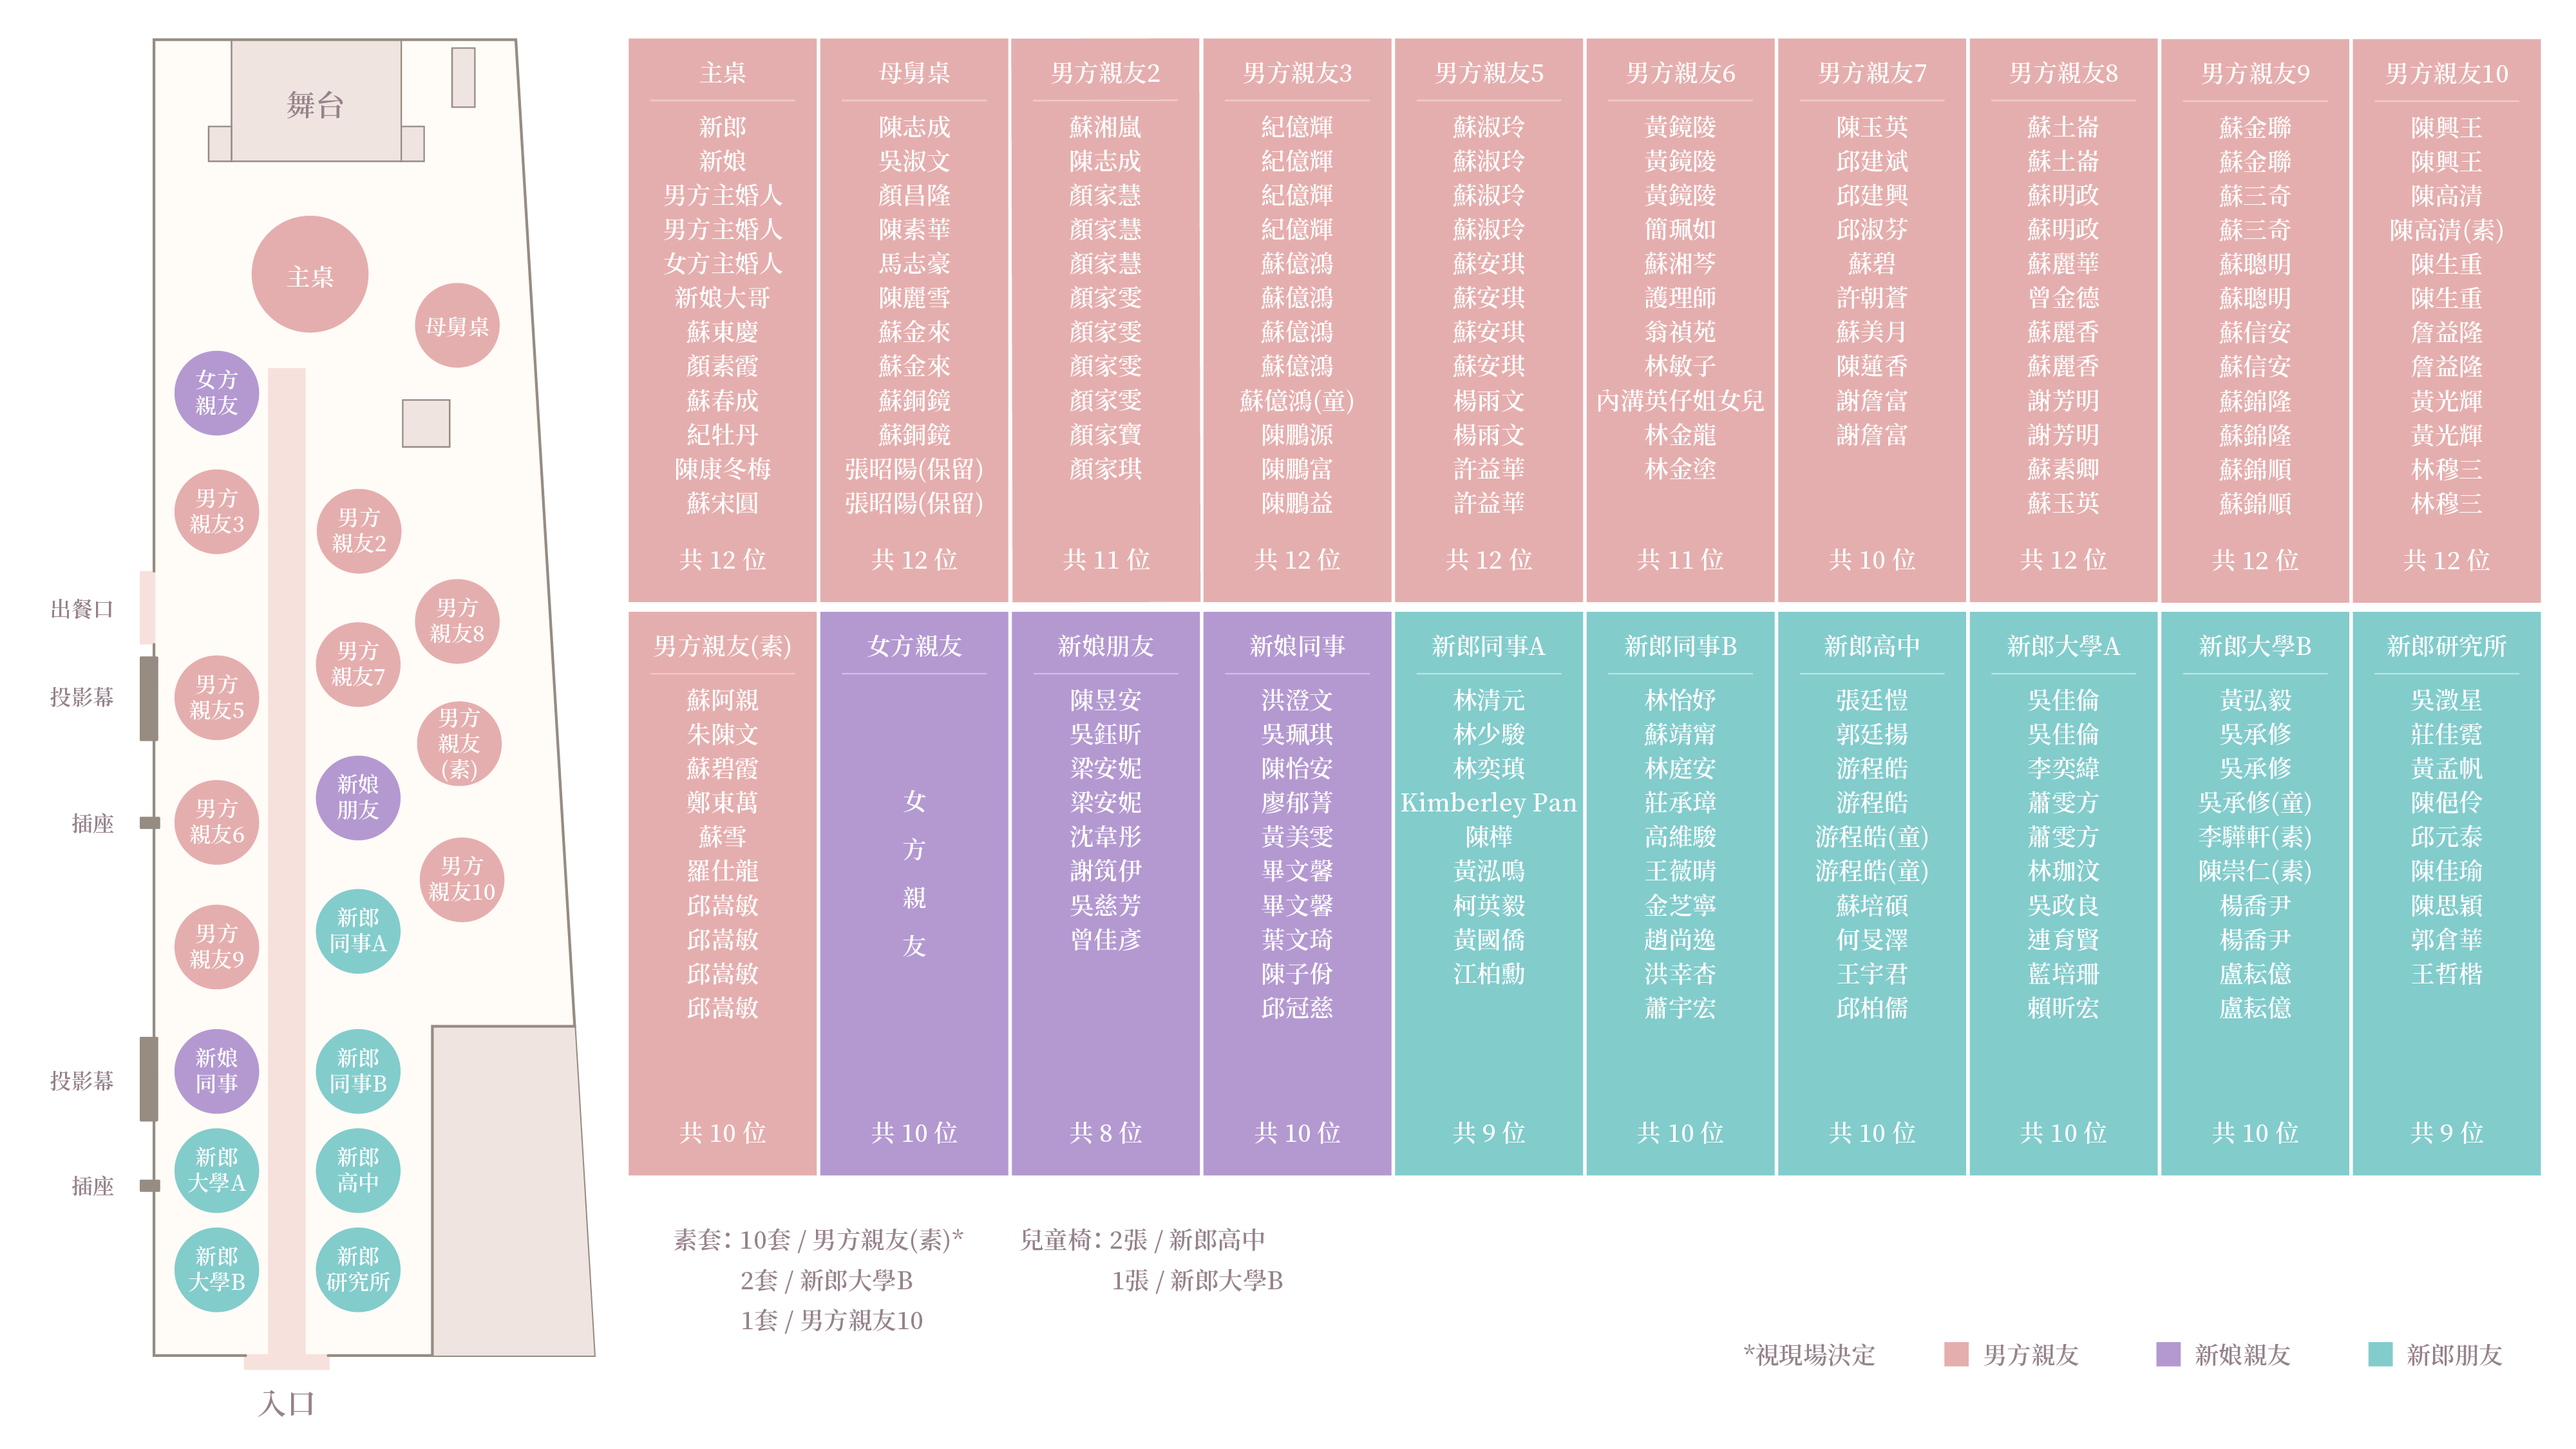 舞台
主桌
母舅桌
女方
親友
男方
親友3
男方
親友2
男方
親友8
男方
親友7
男方
親友5
男方
親友
(素)
新娘
朋友
男方
親友6
男方
親友10
新郎
同事A
男方
親友9
新娘
同事
新郎
同事B
新郎
大學A
新郎
高中
新郎
大學B
新郎
研究所
出餐口
投影幕
插座
投影幕
插座
入口
主桌
新郎
新娘
男方主婚人
男方主婚人
女方主婚人
新娘大哥
蘇東慶
顏素霞
蘇春成
紀牡丹
陳康冬梅
蘇宋圓
共 12 位
母舅桌
陳志成
吳淑文
顏昌隆
陳素華
馬志豪
陳麗雪
蘇金來
蘇金來
蘇銅鏡
蘇銅鏡
張昭陽(保留)
張昭陽(保留)
共 12 位
男方親友2
蘇湘嵐
陳志成
顏家慧
顏家慧
顏家慧
顏家雯
顏家雯
顏家雯
顏家雯
顏家寶
顏家琪
共 11 位
男方親友3
紀億輝
紀億輝
紀億輝
紀億輝
蘇億鴻
蘇億鴻
蘇億鴻
蘇億鴻
蘇億鴻(童)
陳鵬源
陳鵬富
陳鵬益
共 12 位
男方親友5
蘇淑玲
蘇淑玲
蘇淑玲
蘇淑玲
蘇安琪
蘇安琪
蘇安琪
蘇安琪
楊雨文
楊雨文
許益華
許益華
共 12 位
男方親友6
黃鏡陵
黃鏡陵
黃鏡陵
簡珮如
蘇湘芩
護理師
翁禎苑
林敏子
內溝英仔姐女兒
林金龍
林金塗
共 11 位
男方親友7
陳玉英
邱建斌
邱建興
邱淑芬
蘇碧
許朝蒼
蘇美月
陳蓮香
謝詹富
謝詹富
共 10 位
男方親友8
蘇土崙
蘇土崙
蘇明政
蘇明政
蘇麗華
曾金德
蘇麗香
蘇麗香
謝芳明
謝芳明
蘇素卿
蘇玉英
共 12 位
男方親友9
蘇金聯
蘇金聯
蘇三奇
蘇三奇
蘇聰明
蘇聰明
蘇信安
蘇信安
蘇錦隆
蘇錦隆
蘇錦順
蘇錦順
共 12 位
男方親友10
陳興王
陳興王
陳高清
陳高清(素)
陳生重
陳生重
詹益隆
詹益隆
黃光輝
黃光輝
林穆三
林穆三
共 12 位
男方親友(素)
蘇阿親
朱陳文
蘇碧霞
鄭東萬
蘇雪
羅仕龍
邱嵩敏
邱嵩敏
邱嵩敏
邱嵩敏
共 10 位
女方親友
女
方
親
友
共 10 位
新娘朋友
陳昱安
吳鈺昕
梁安妮
梁安妮
沈韋彤
謝筑伊
吳慈芳
曾佳彥
共 8 位
新娘同事
洪澄文
吳珮琪
陳怡安
廖郁菁
黃美雯
畢文馨
畢文馨
葉文琦
陳子佾
邱冠慈
共 10 位
新郎同事A
林清元
林少駿
林奕瑱
Kimberley Pan
陳樺
黃泓鳴
柯英毅
黃國僑
江柏勳
共 9 位
新郎同事B
林怡妤
蘇靖甯
林庭安
莊承璋
高維駿
王薇晴
金芝寧
趙尚逸
洪幸杏
蕭宇宏
共 10 位
新郎高中
張廷愷
郭廷揚
游程皓
游程皓
游程皓(童)
游程皓(童)
蘇培碩
何旻澤
王宇君
邱柏儒
共 10 位
新郎大學A
吳佳倫
吳佳倫
李奕緯
蕭雯方
蕭雯方
林珈汶
吳政良
連育賢
藍培珊
賴昕宏
共 10 位
新郎大學B
黃弘毅
吳承修
吳承修
吳承修(童)
李驊軒(素)
陳崇仁(素)
楊喬尹
楊喬尹
盧耘億
盧耘億
共 10 位
新郎研究所
吳澂星
莊佳霓
黃孟帆
陳俋伶
邱元泰
陳佳瑜
陳思穎
郭倉華
王哲楷
共 9 位
素套：10套 / 男方親友(素)*
2套 / 新郎大學B
1套 / 男方親友10
兒童椅：2張 / 新郎高中
1張 / 新郎大學B
*視現場決定
男方親友
新娘親友
新郎朋友